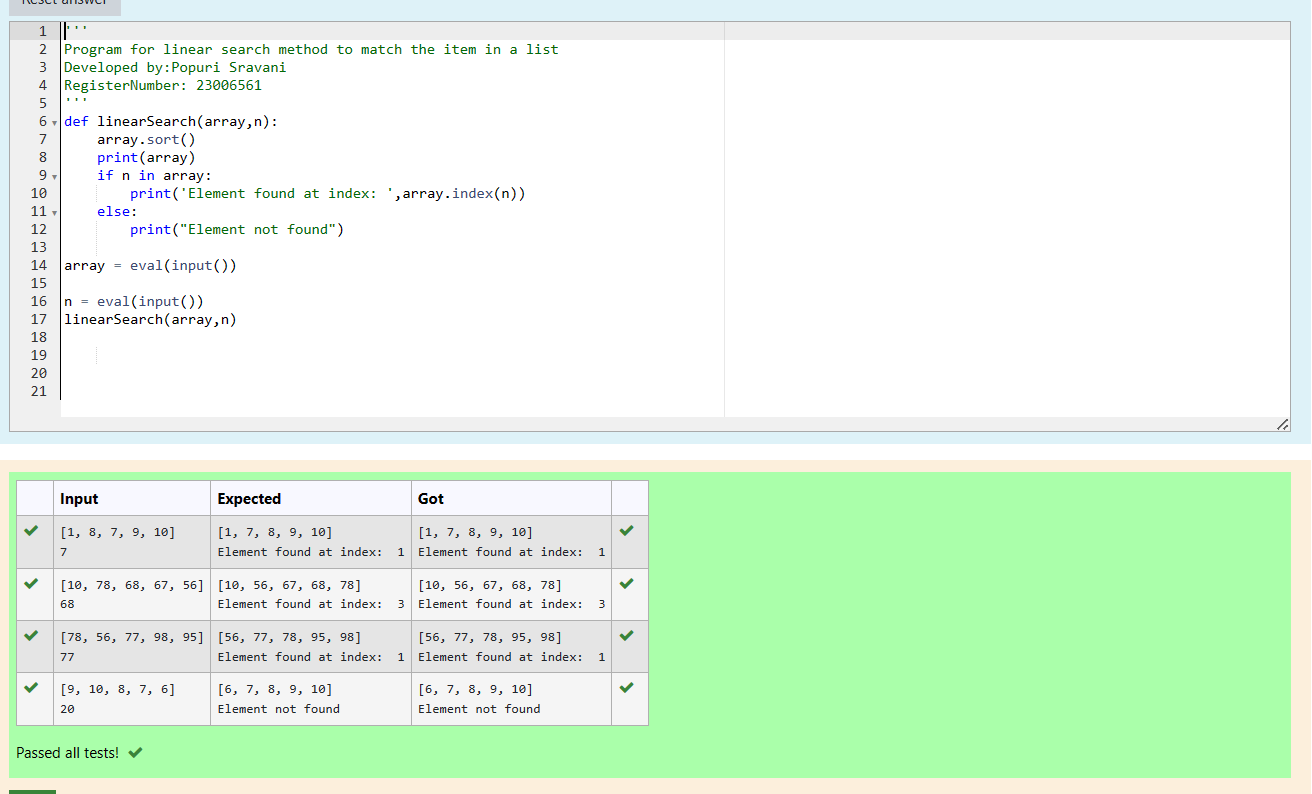 Reset answer
1 '''
2 Program for linear search method to match the item in a list
3 Developed by:Popuri Sravani
4 RegisterNumber: 23006561
5 '''
6 def linearSearch(array,n):
7     array.sort()
8     print(array)
9     if n in array:
10         print('Element found at index: ',array.index(n))
11     else:
12         print("Element not found")
13
14 array = eval(input())
15
16 n = eval(input())
17 linearSearch(array,n)
18
19
20
21
Input Expected Got
[1, 8, 7, 9, 10] [1, 7, 8, 9, 10] [1, 7, 8, 9, 10]
7 Element found at index:  1 Element found at index:  1
[10, 78, 68, 67, 56] [10, 56, 67, 68, 78] [10, 56, 67, 68, 78]
68 Element found at index:  3 Element found at index:  3
[78, 56, 77, 98, 95] [56, 77, 78, 95, 98] [56, 77, 78, 95, 98]
77 Element found at index:  1 Element found at index:  1
[9, 10, 8, 7, 6] [6, 7, 8, 9, 10] [6, 7, 8, 9, 10]
20 Element not found Element not found
Passed all tests!